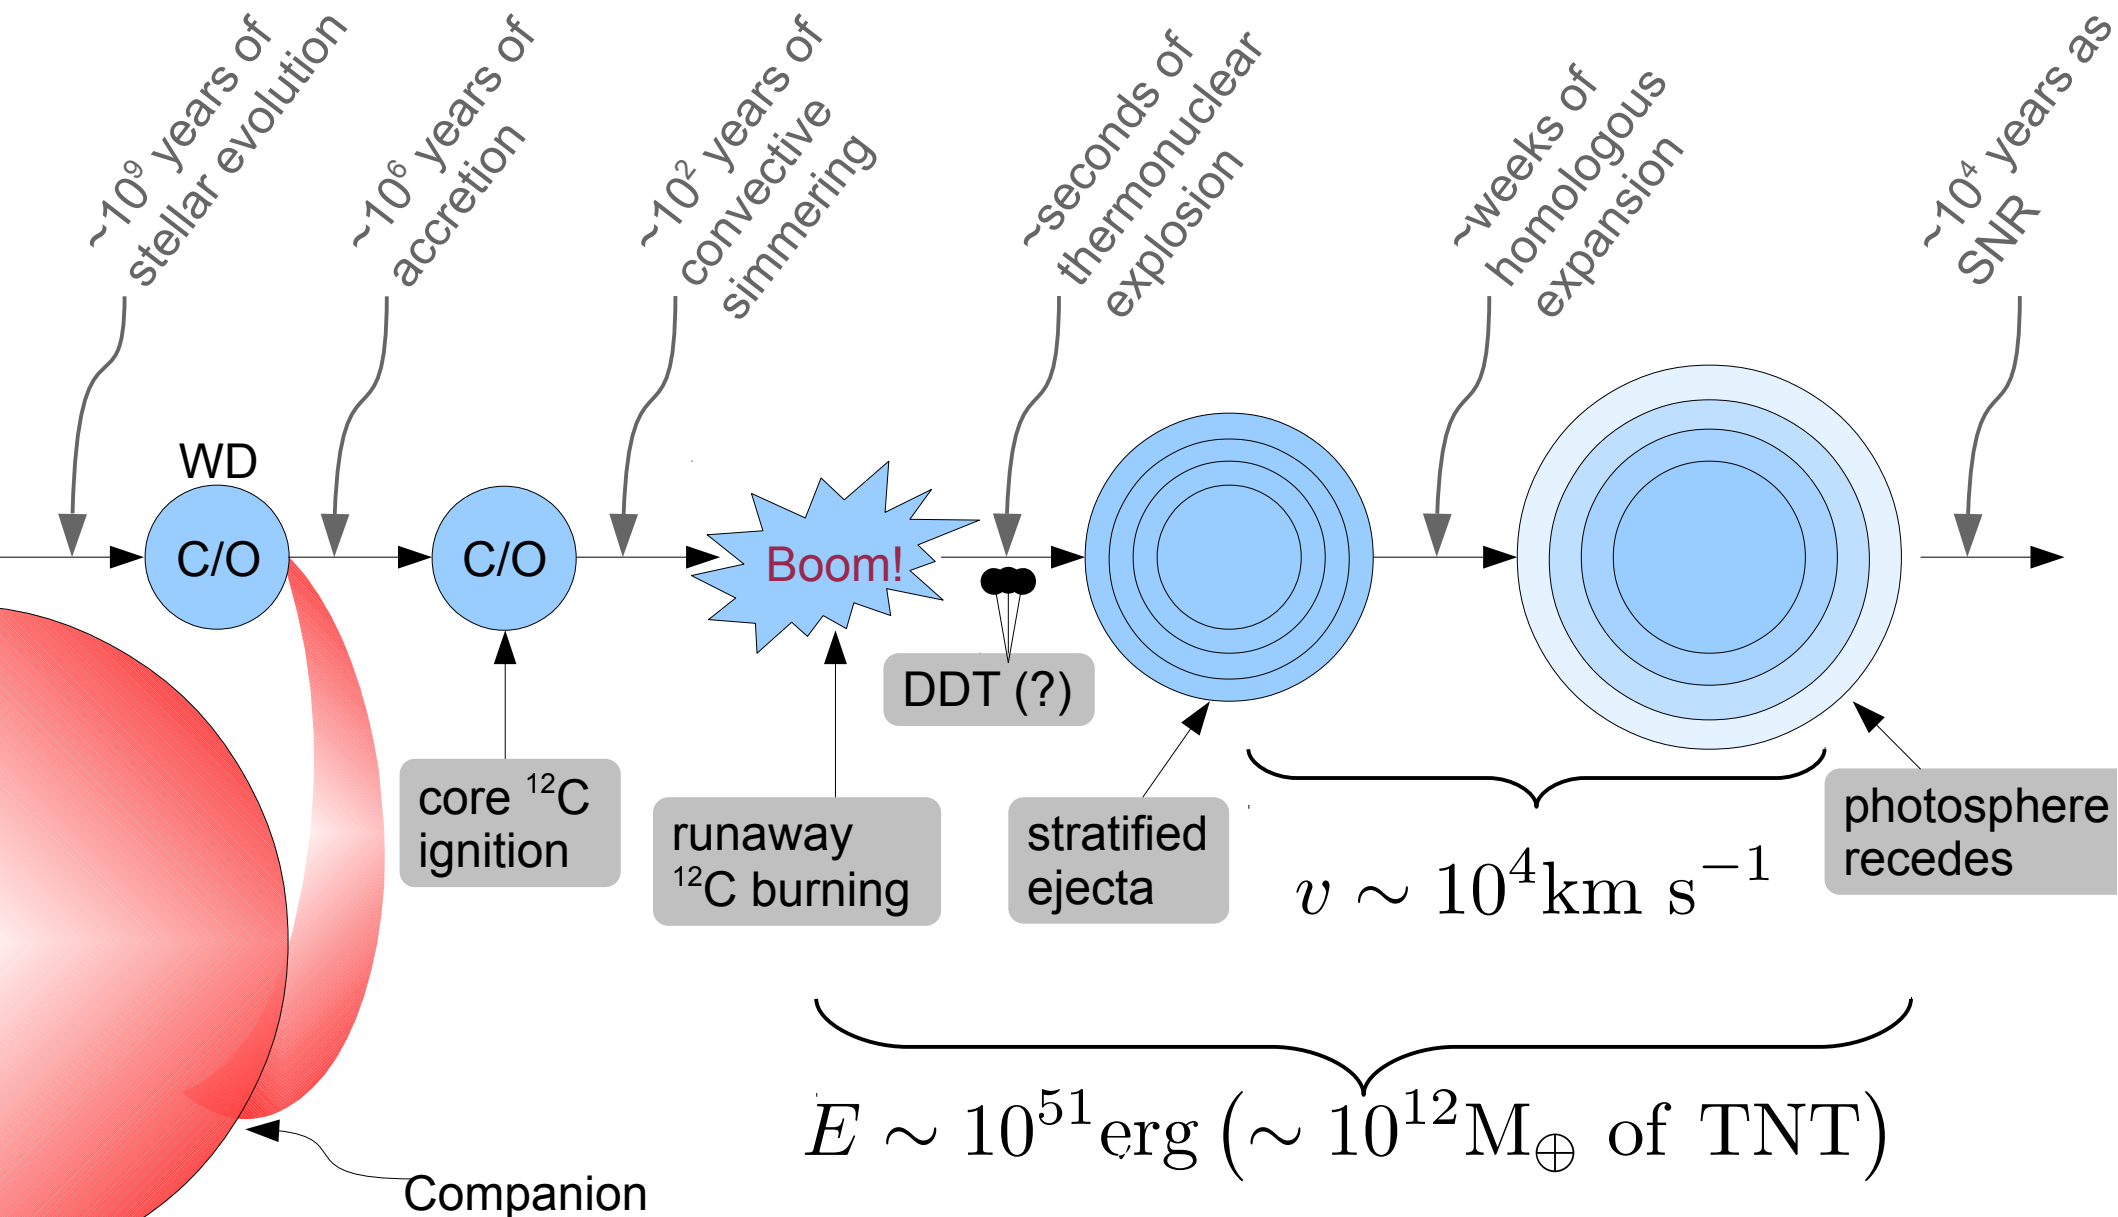 ~10⁹ years of
stellar evolution
~10⁶ years of
accretion
~10² years of
convective
simmering
~seconds of
thermonuclear
explosion
~weeks of
homologous
expansion
~10⁴ years as
SNR
WD
C/O
C/O
Boom!
DDT (?)
core ¹²C
ignition
runaway
¹²C burning
stratified
ejecta
photosphere
recedes
v ∼ 10⁴km s⁻¹
E ∼ 10⁵¹erg (∼ 10¹²M⊕ of TNT)
Companion